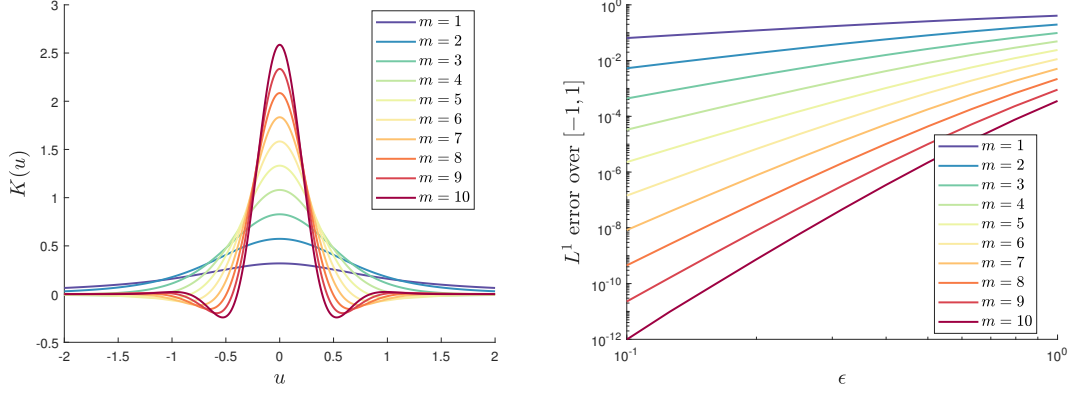 3
2.5
2
1.5
1
0.5
0
-0.5
K(u)
-2
-1.5
-1
-0.5
0
0.5
1
1.5
2
u
m = 1
m = 2
m = 3
m = 4
m = 5
m = 6
m = 7
m = 8
m = 9
m = 10
10^0
10^-2
10^-4
10^-6
10^-8
10^-10
10^-12
L^1 error over [−1, 1]
10^-1
10^0
ϵ
m = 1
m = 2
m = 3
m = 4
m = 5
m = 6
m = 7
m = 8
m = 9
m = 10